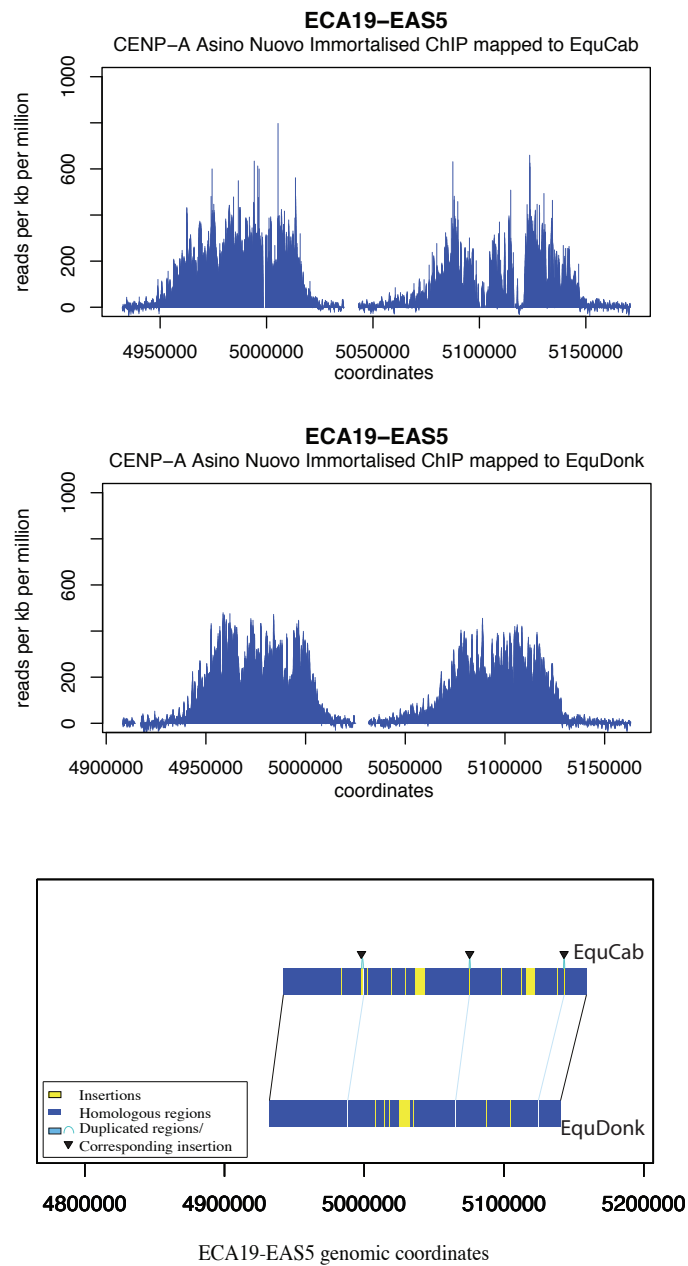 ECA19−EAS5
CENP−A Asino Nuovo Immortalised ChIP mapped to EquCab
reads per kb per million
1000
600
200
0
4950000 5000000 5050000 5100000 5150000
coordinates
ECA19−EAS5
CENP−A Asino Nuovo Immortalised ChIP mapped to EquDonk
reads per kb per million
1000
600
200
0
4900000 4950000 5000000 5050000 5100000 5150000
coordinates
EquCab
EquDonk
Insertions
Homologous regions
Duplicated regions/
Corresponding insertion
4800000 4900000 5000000 5100000 5200000
ECA19-EAS5 genomic coordinates